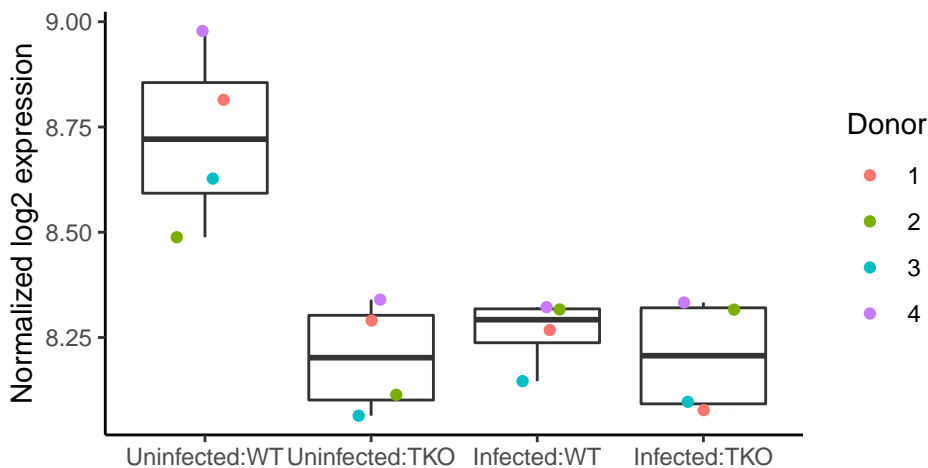 Normalized log2 expression
9.00
8.75
8.50
8.25
Uninfected:WT
Uninfected:TKO
Infected:WT
Infected:TKO
Donor
1
2
3
4